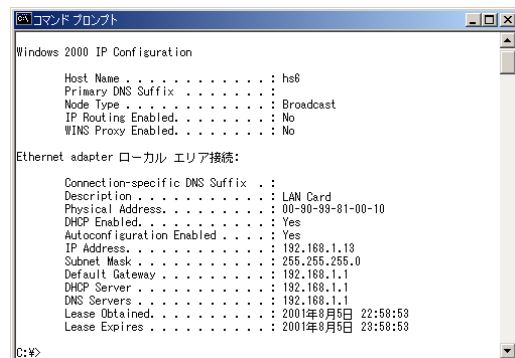 コマンド プロンプト
Windows 2000 IP Configuration
Host Name . . . . . . . . . . . . : hs6
Primary DNS Suffix . . . . . . . :
Node Type . . . . . . . . . . . . : Broadcast
IP Routing Enabled. . . . . . . . : No
WINS Proxy Enabled. . . . . . . . : No
Ethernet adapter ローカル エリア接続:
Connection-specific DNS Suffix . :
Description . . . . . . . . . . . : LAN Card
Physical Address. . . . . . . . . : 00-90-99-81-00-10
DHCP Enabled. . . . . . . . . . . : Yes
Autoconfiguration Enabled . . . . : Yes
IP Address. . . . . . . . . . . . : 192.168.1.13
Subnet Mask . . . . . . . . . . . : 255.255.255.0
Default Gateway . . . . . . . . . : 192.168.1.1
DHCP Server . . . . . . . . . . . : 192.168.1.1
DNS Servers . . . . . . . . . . . : 192.168.1.1
Lease Obtained. . . . . . . . . . : 2001年8月5日 22:58:53
Lease Expires . . . . . . . . . . : 2001年8月5日 23:58:53
C:¥>